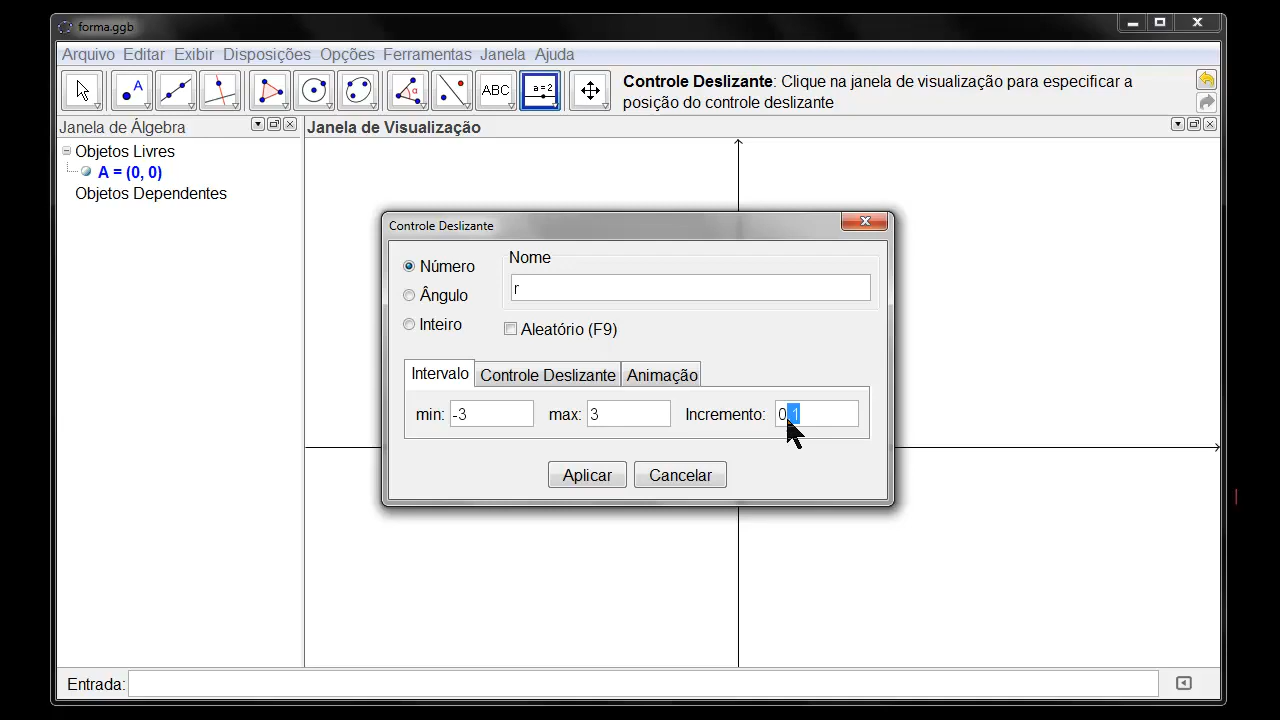 forma.ggb
Arquivo Editar Exibir Disposições Opções Ferramentas Janela Ajuda
A
α
ABC
a=2
Controle Deslizante: Clique na janela de visualização para especificar a
posição do controle deslizante
Janela de Álgebra
Janela de Visualização
Objetos Livres
A = (0, 0)
Objetos Dependentes
Controle Deslizante
Número
Ângulo
Inteiro
Nome
r
Aleatório (F9)
Intervalo Controle Deslizante Animação
min: -3 max: 3 Incremento: 0.1
Aplicar Cancelar
Entrada: